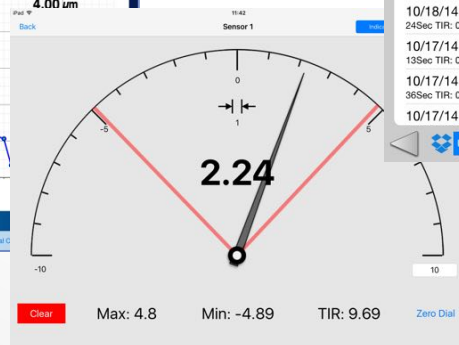 4.00 µm
10/18/14
24Sec TIR: 0
10/17/14
13Sec TIR: 0
10/17/14
36Sec TIR: 0
10/17/14
iPad
11:42
Back
Sensor 1
Indic
0
1
-5
5
2.24
-10
10
Clear
Max: 4.8
Min: -4.89
TIR: 9.69
Zero Dial